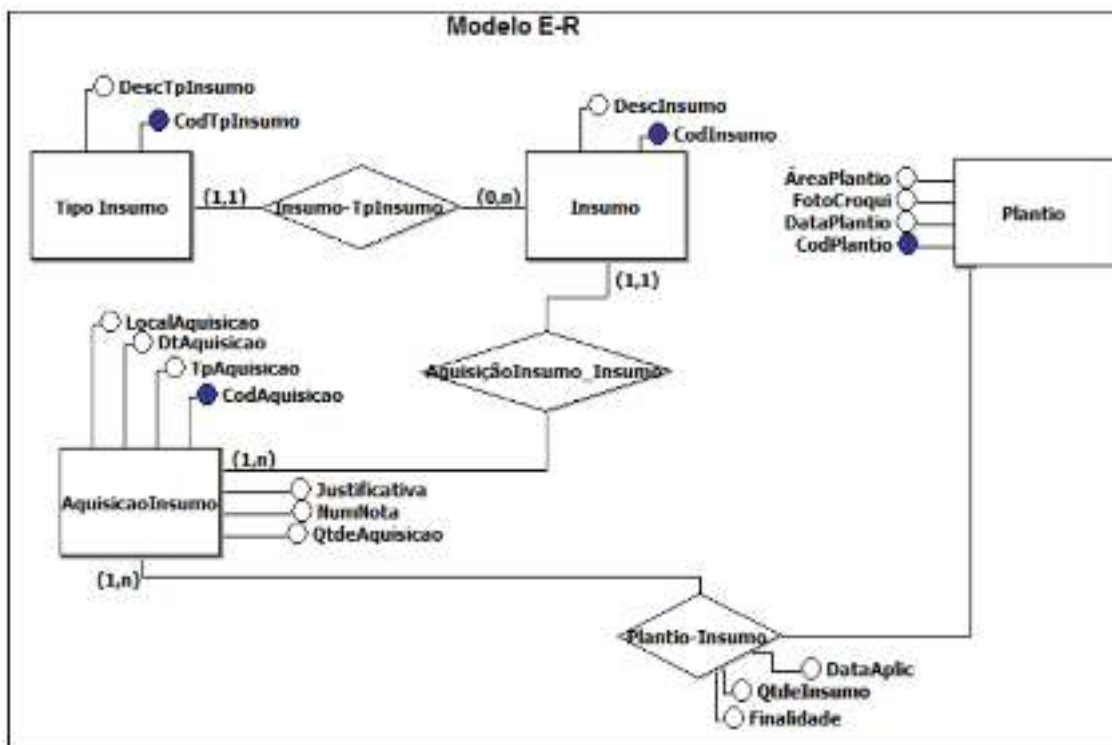 Modelo E-R
DescTpInsumo
CodTpInsumo
DescInsumo
CodInsumo
Tipo Insumo
(1,1)
Insumo-TpInsumo
(0,n)
Insumo
ÁreaPlantio
FotoCroqui
DataPlantio
CodPlantio
Plantio
(1,1)
LocalAquisicao
DtAquisicao
TpAquisicao
CodAquisicao
AquisiçãoInsumo_Insumo
(1,n)
AquisicaoInsumo
Justificativa
NumNota
QtdeAquisicao
(1,n)
Plantio-Insumo
DataAplic
QtdeInsumo
Finalidade